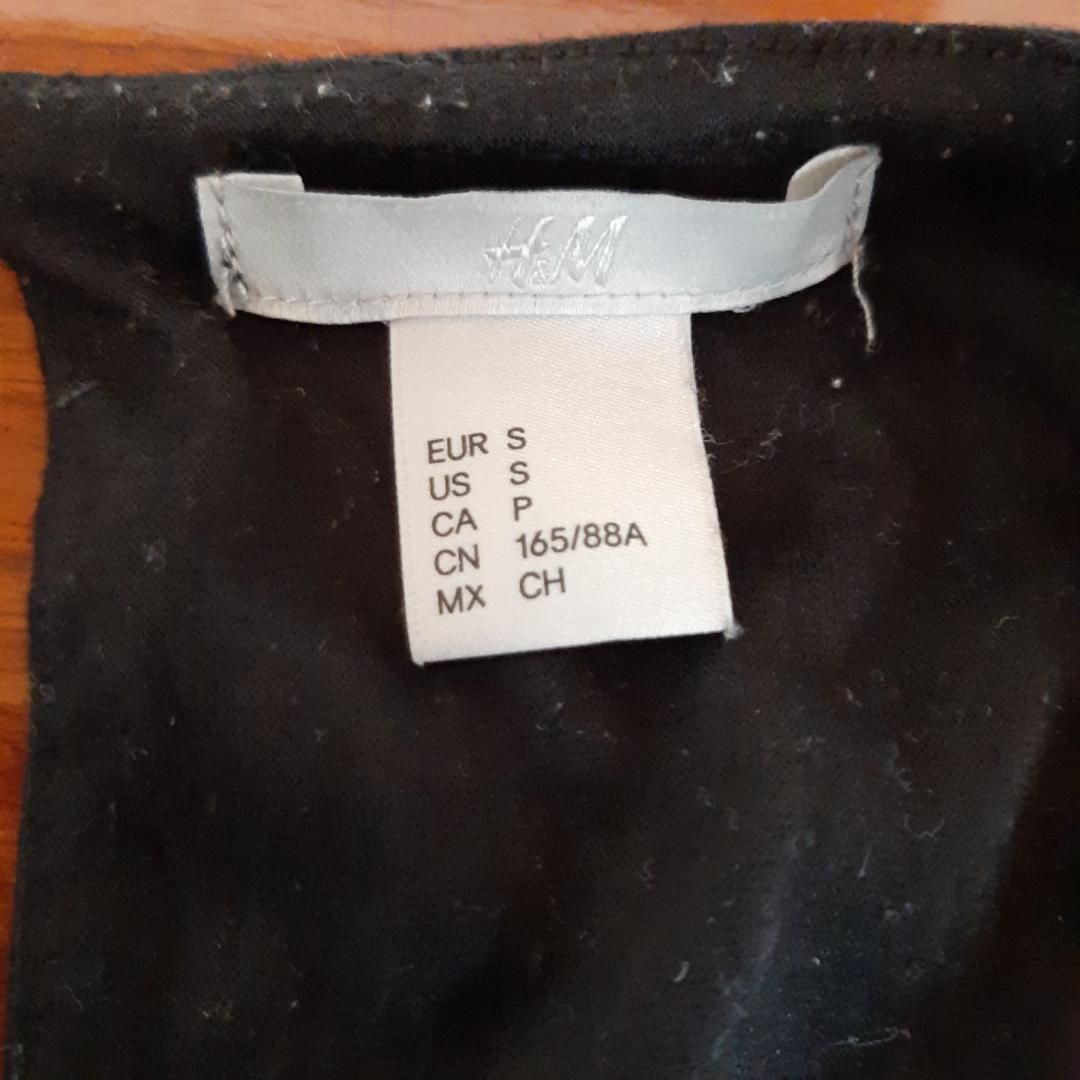 H&M
EUR S
US S
CA P
CN 165/88A
MX CH